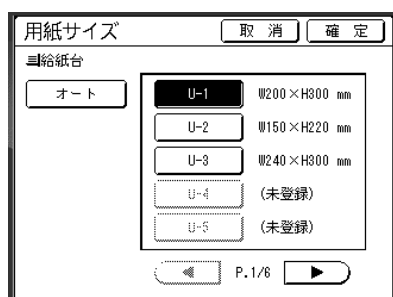 用紙サイズ 取 消 確 定
給紙台
オート U-1 W200×H300 mm
U-2 W150×H220 mm
U-3 W240×H300 mm
U-4 (未登録)
U-5 (未登録)
◀ P.1/6 ▶